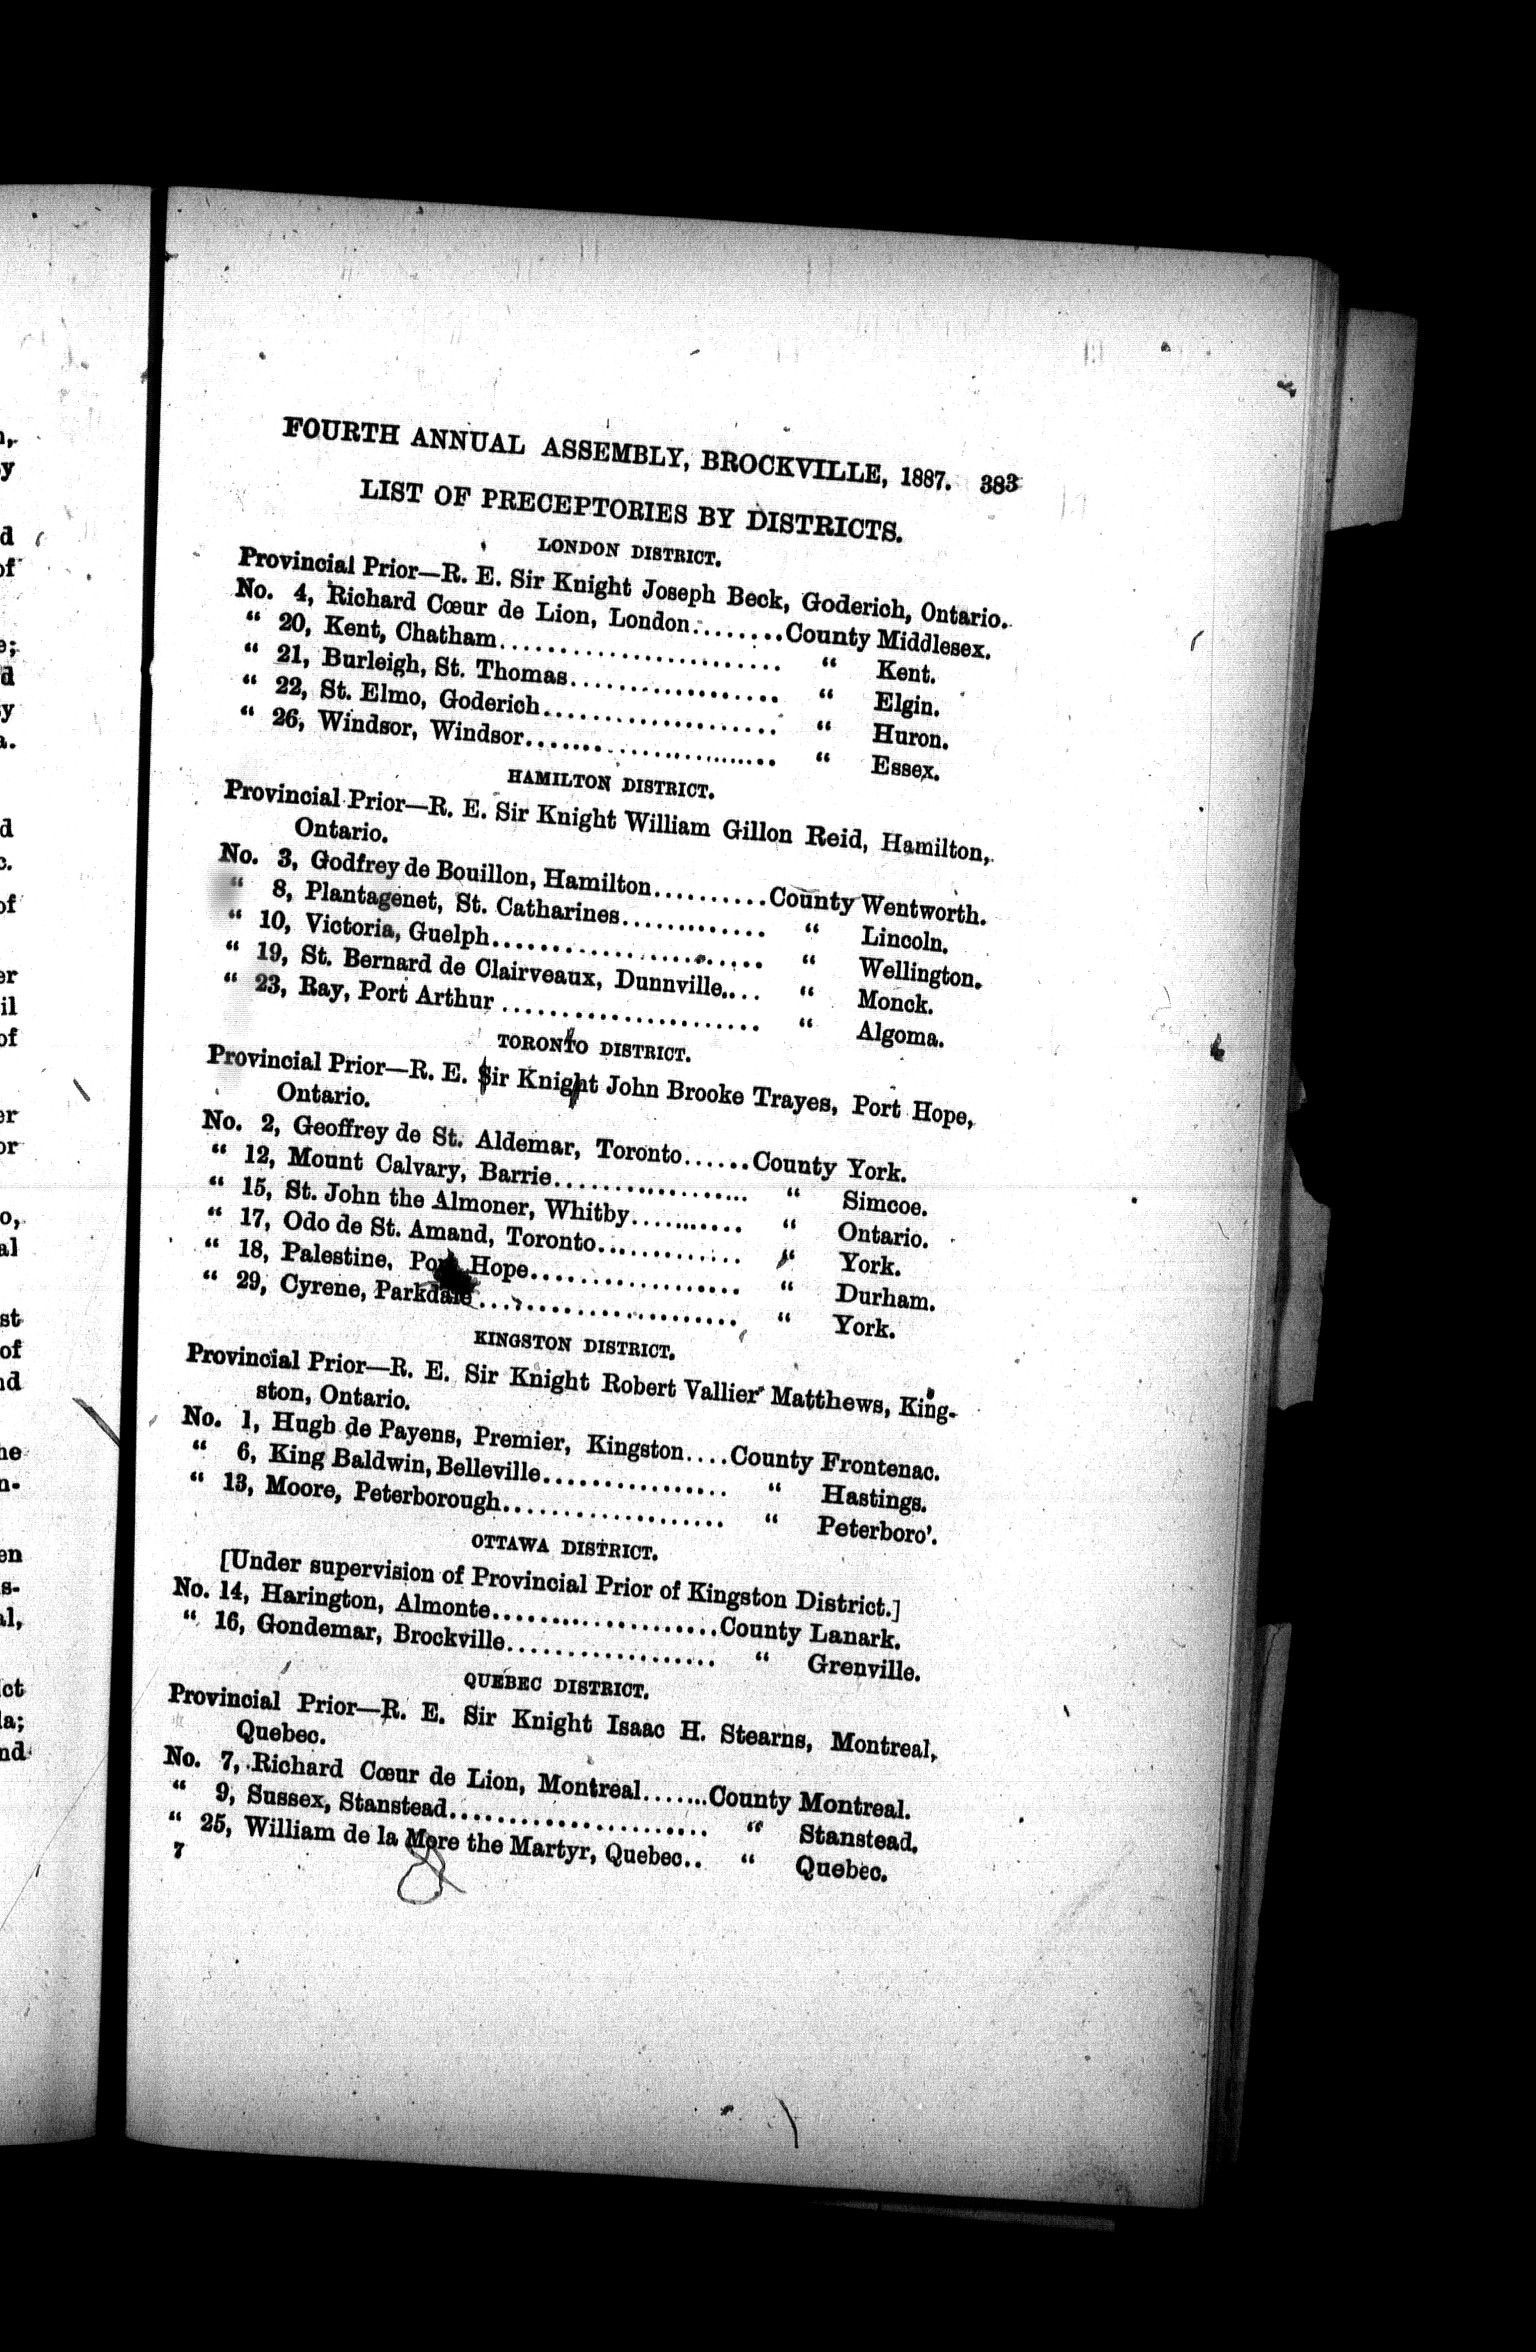 FOURTH ANNUAL ASSEMBLY, BROCKVILLE, 1887. 383
LIST OF PRECEPTORIES BY DISTRICTS.
LONDON DISTRICT.
Provincial Prior—R. E. Sir Knight Joseph Beck, Goderich, Ontario.
No. 4, Richard Cœur de Lion, London........County Middlesex.
“ 20, Kent, Chatham........................ “ Kent.
“ 21, Burleigh, St. Thomas.................. “ Elgin.
“ 22, St. Elmo, Goderich.................... “ Huron.
“ 26, Windsor, Windsor..................... “ Essex.
HAMILTON DISTRICT.
Provincial Prior—R. E. Sir Knight William Gillon Reid, Hamilton,
Ontario.
No. 3, Godfrey de Bouillon, Hamilton..........County Wentworth.
“ 8, Plantagenet, St. Catharines............. “ Lincoln.
“ 10, Victoria, Guelph....................... “ Wellington.
“ 19, St. Bernard de Clairveaux, Dunnville.... “ Monck.
“ 23, Ray, Port Arthur ...................... “ Algoma.
TORONTO DISTRICT.
Provincial Prior—R. E. Sir Knight John Brooke Trayes, Port Hope,
Ontario.
No. 2, Geoffrey de St. Aldemar, Toronto......County York.
“ 12, Mount Calvary, Barrie................. “ Simcoe.
“ 15, St. John the Almoner, Whitby.......... “ Ontario.
“ 17, Odo de St. Amand, Toronto............. “ York.
“ 18, Palestine, Port Hope.................. “ Durham.
“ 29, Cyrene, Parkdale...................... “ York.
KINGSTON DISTRICT.
Provincial Prior—R. E. Sir Knight Robert Vallier Matthews, King-
ston, Ontario.
No. 1, Hugh de Payens, Premier, Kingston....County Frontenac.
“ 6, King Baldwin, Belleville................ “ Hastings.
“ 13, Moore, Peterborough................... “ Peterboro'.
OTTAWA DISTRICT.
[Under supervision of Provincial Prior of Kingston District.]
No. 14, Harington, Almonte....................County Lanark.
“ 16, Gondemar, Brockville.................. “ Grenville.
QUEBEC DISTRICT.
Provincial Prior—R. E. Sir Knight Isaac H. Stearns, Montreal,
Quebec.
No. 7, Richard Cœur de Lion, Montreal.......County Montreal.
“ 9, Sussex, Stanstead....................... “ Stanstead.
“ 25, William de la More the Martyr, Quebec.. “ Quebec.
7
8